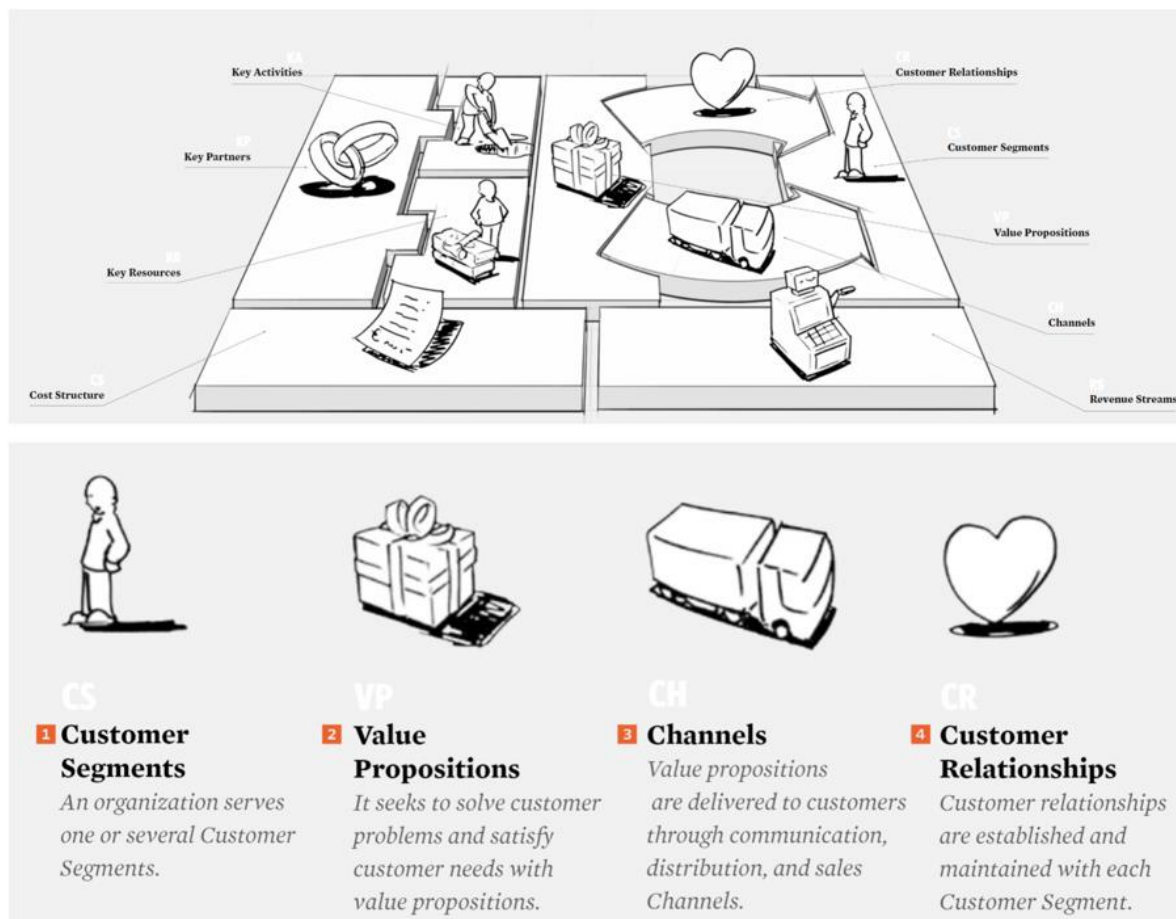 KA
Key Activities
CR
Customer Relationships
KP
Key Partners
CS
Customer Segments
VP
Value Propositions
KR
Key Resources
CH
Channels
CS
Cost Structure
RS
Revenue Streams
CS
1 Customer
Segments
An organization serves
one or several Customer
Segments.
VP
2 Value
Propositions
It seeks to solve customer
problems and satisfy
customer needs with
value propositions.
CH
3 Channels
Value propositions
are delivered to customers
through communication,
distribution, and sales
Channels.
CR
4 Customer
Relationships
Customer relationships
are established and
maintained with each
Customer Segment.